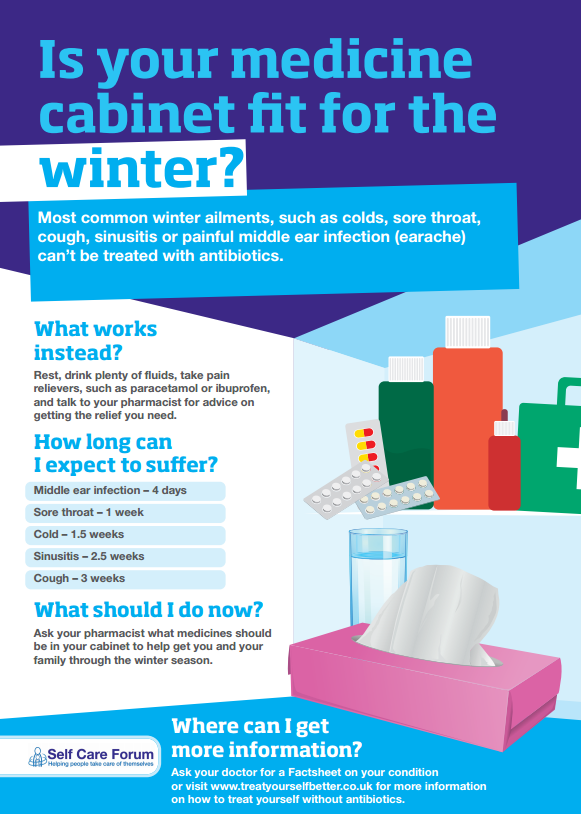 Is your medicine
cabinet fit for the
winter?
Most common winter ailments, such as colds, sore throat,
cough, sinusitis or painful middle ear infection (earache)
can't be treated with antibiotics.
What works
instead?
Rest, drink plenty of fluids, take pain
relievers, such as paracetamol or ibuprofen,
and talk to your pharmacist for advice on
getting the relief you need.
How long can
I expect to suffer?
Middle ear infection – 4 days
Sore throat – 1 week
Cold – 1.5 weeks
Sinusitis – 2.5 weeks
Cough – 3 weeks
What should I do now?
Ask your pharmacist what medicines should
be in your cabinet to help get you and your
family through the winter season.
Where can I get
more information?
Ask your doctor for a Factsheet on your condition
or visit www.treatyourselfbetter.co.uk for more information
on how to treat yourself without antibiotics.
Self Care Forum
Helping people take care of themselves